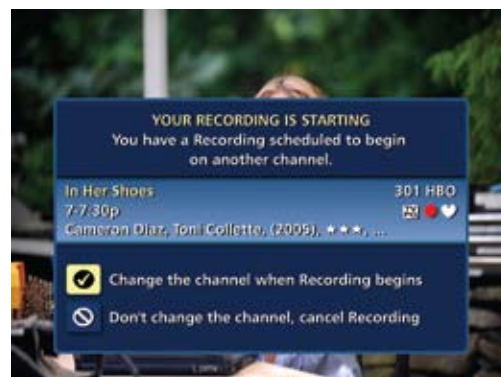 YOUR RECORDING IS STARTING
You have a Recording scheduled to begin
on another channel.
In Her Shoes 301 HBO
7-7:30p
Cameron Diaz, Toni Collette, (2005), ★★★, ...
Change the channel when Recording begins
Don't change the channel, cancel Recording